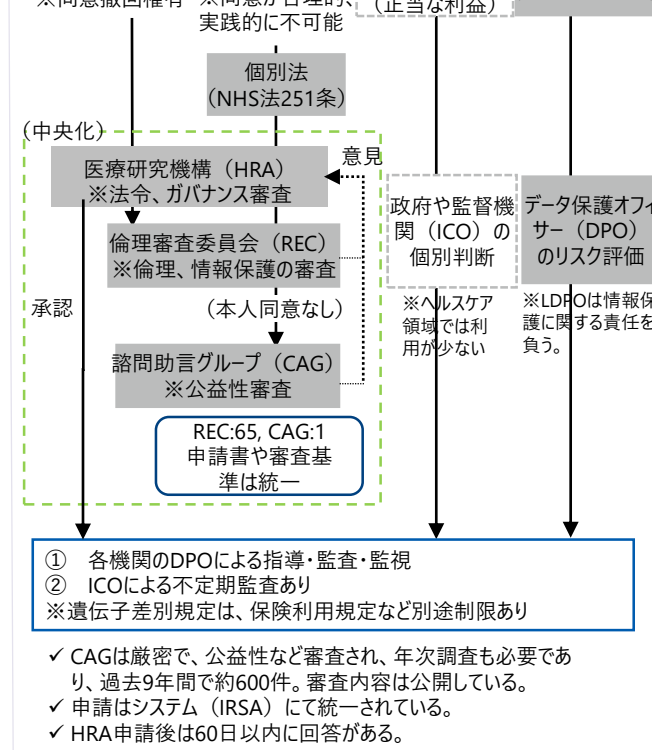 ※同意撤回権有
※同意が合理的、
実践的に不可能
(正当な利益)
個別法
（NHS法251条）
（中央化）
意見
医療研究機構（HRA）
※法令、ガバナンス審査
倫理審査委員会（REC）
※倫理、情報保護の審査
承認
（本人同意なし）
諮問助言グループ（CAG）
※公益性審査
REC:65, CAG:1
申請書や審査基
準は統一
政府や監督機
関（ICO）の
個別判断
※ヘルスケア
領域では利
用が少ない
データ保護オフィ
サー（DPO）
のリスク評価
※LDPOは情報保
護に関する責任を
負う。
① 各機関のDPOによる指導・監査・監視
② ICOによる不定期監査あり
※遺伝子差別規定は、保険利用規定など別途制限あり
✓ CAGは厳密で、公益性など審査され、年次調査も必要であ
り、過去9年間で約600件。審査内容は公開している。
✓ 申請はシステム（IRSA）にて統一されている。
✓ HRA申請後は60日以内に回答がある。